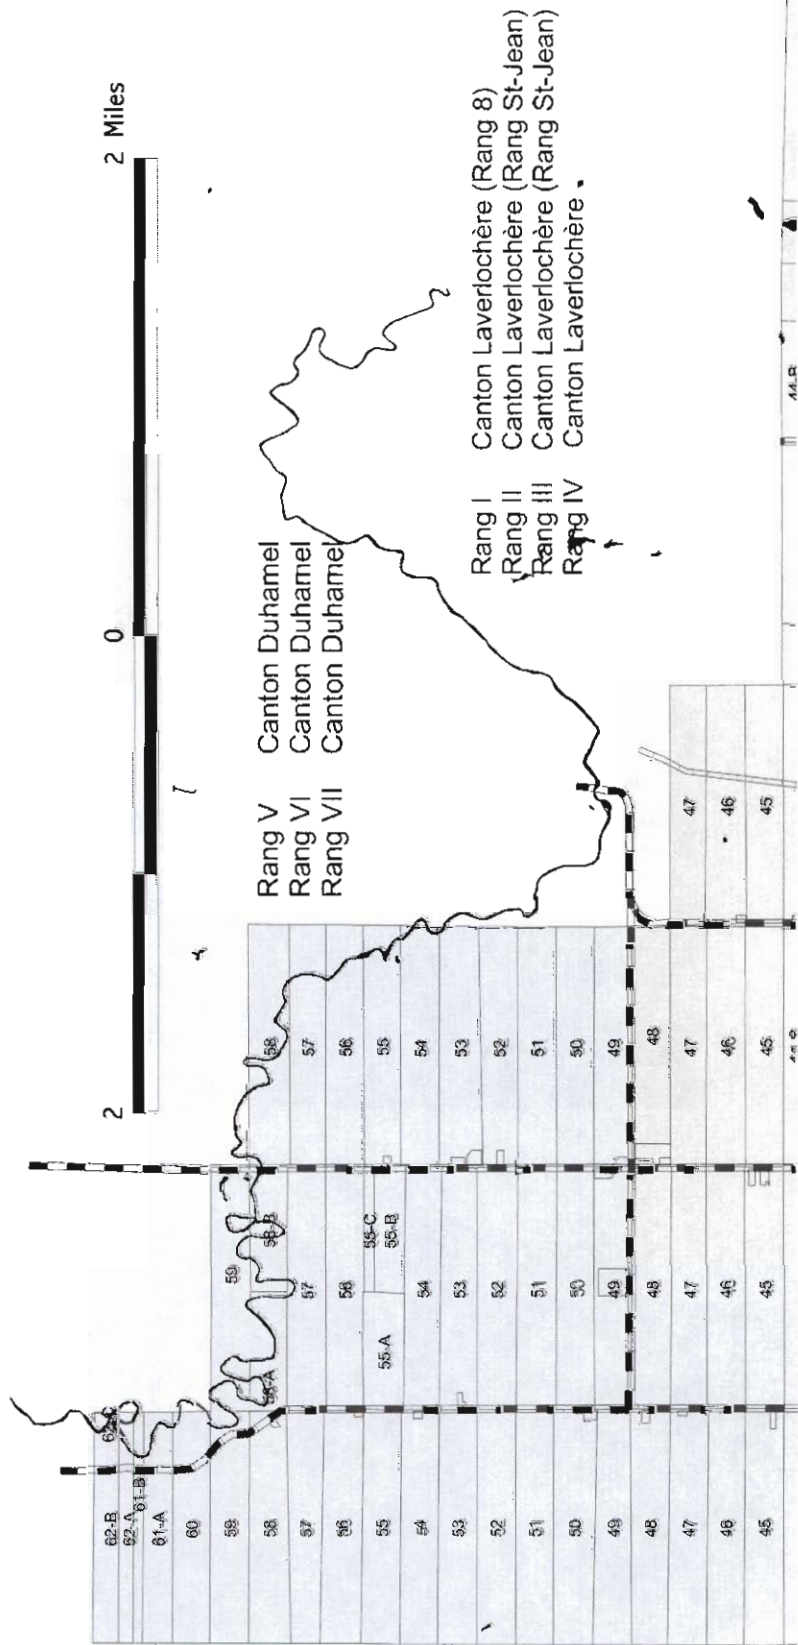 2 0 2 Miles
Rang V Canton Duhamel
Rang VI Canton Duhamel
Rang VII Canton Duhamel
Rang I Canton Laverlochère (Rang 8)
Rang II Canton Laverlochère (Rang St-Jean)
Rang III Canton Laverlochère (Rang St-Jean)
Rang IV Canton Laverlochère
62-B
62-A
61-B
61-A
60
59
58
57
56
55
54
53
52
51
50
49
48
47
46
45
62-C
59
58-A
58-B
57
56
55-C
55-B
55-A
54
53
52
51
50
49
48
47
46
45
58
57
56
55
54
53
52
51
50
49
48
47
46
45
47
46
45
44-B